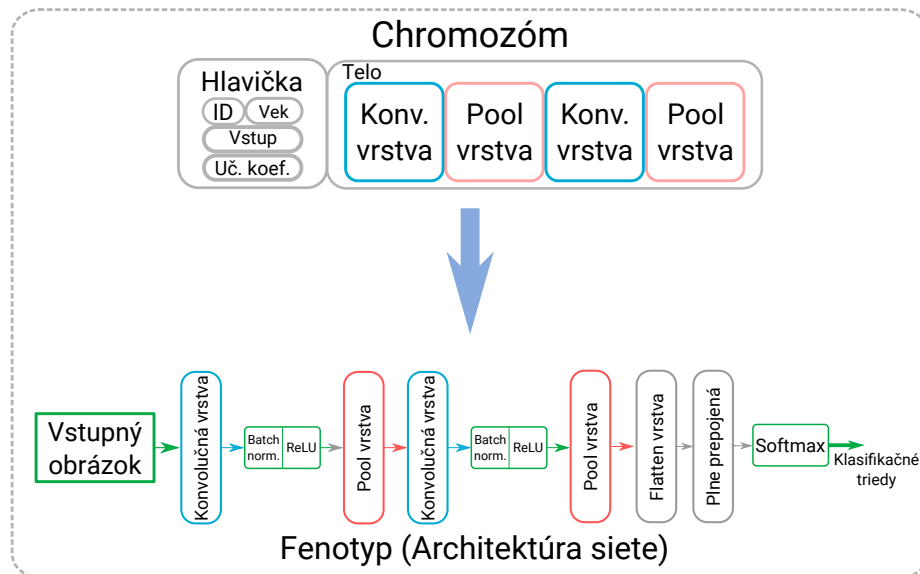 Chromozóm
Hlavička
ID
Vek
Vstup
Uč. koef.
Telo
Konv.
vrstva
Pool
vrstva
Konv.
vrstva
Pool
vrstva
Vstupný
obrázok
Konvolučná vrstva
Batch
norm.
ReLU
Pool vrstva
Konvolučná vrstva
Batch
norm.
ReLU
Pool vrstva
Flatten vrstva
Plne prepojená
Softmax
Klasifikačné
triedy
Fenotyp (Architektúra siete)